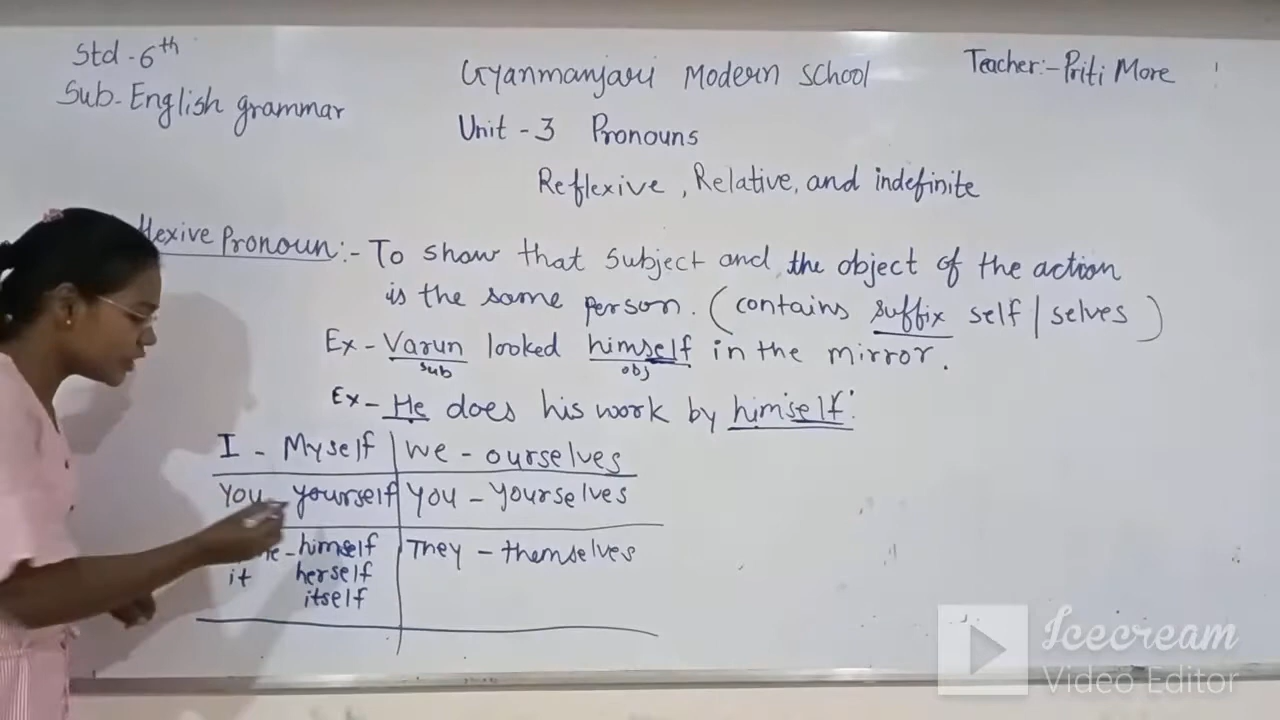 Std - 6th
Sub- English grammar
Gyanmanjari Modern School
Teacher:- Priti More
Unit - 3 Pronouns
Reflexive, Relative, and indefinite
flexive Pronoun:- To show that subject and the object of the action
is the same person. (contains suffix self/selves)
Ex - Varun looked himself in the mirror.
sub obj
Ex - He does his work by himself.
I - Myself We - ourselves
You - yourself You - Yourselves
himself They - themselves
it herself
itself
Icecream
Video Editor